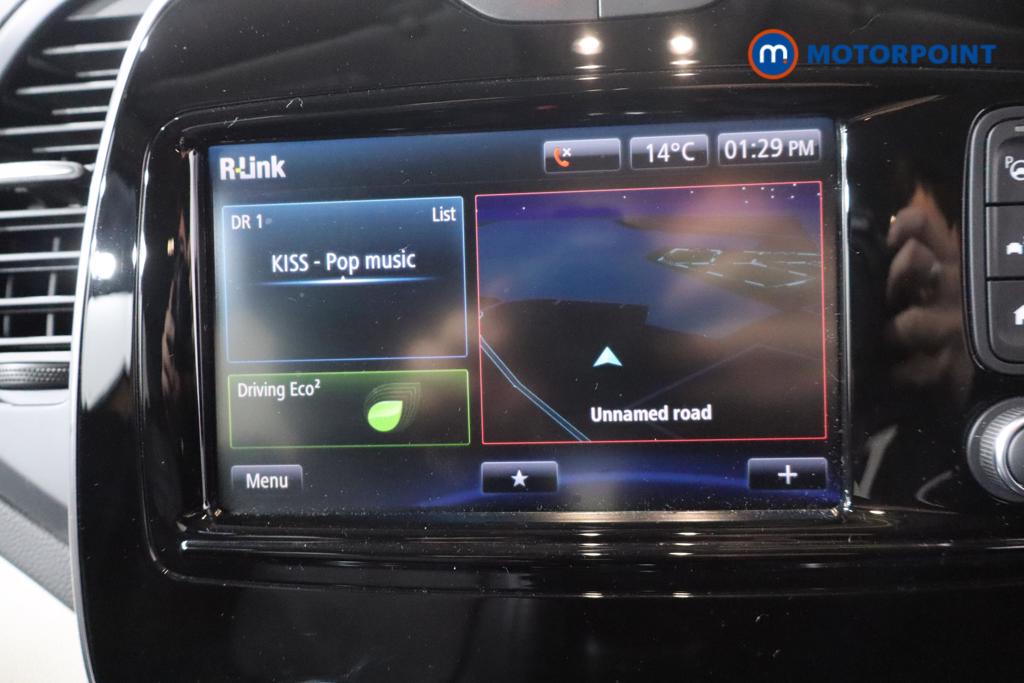 m MOTORPOINT
R-Link
14°C
01:29 PM
DR 1
List
KISS - Pop music
Driving Eco²
Unnamed road
Menu
P